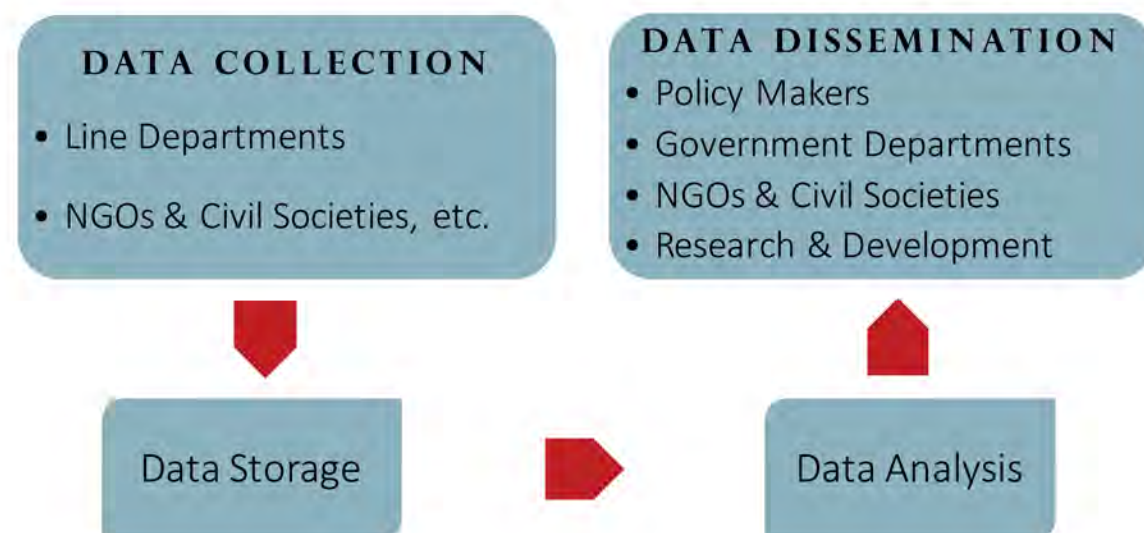 DATA COLLECTION
• Line Departments
• NGOs & Civil Societies, etc.
DATA DISSEMINATION
• Policy Makers
• Government Departments
• NGOs & Civil Societies
• Research & Development
Data Storage
Data Analysis